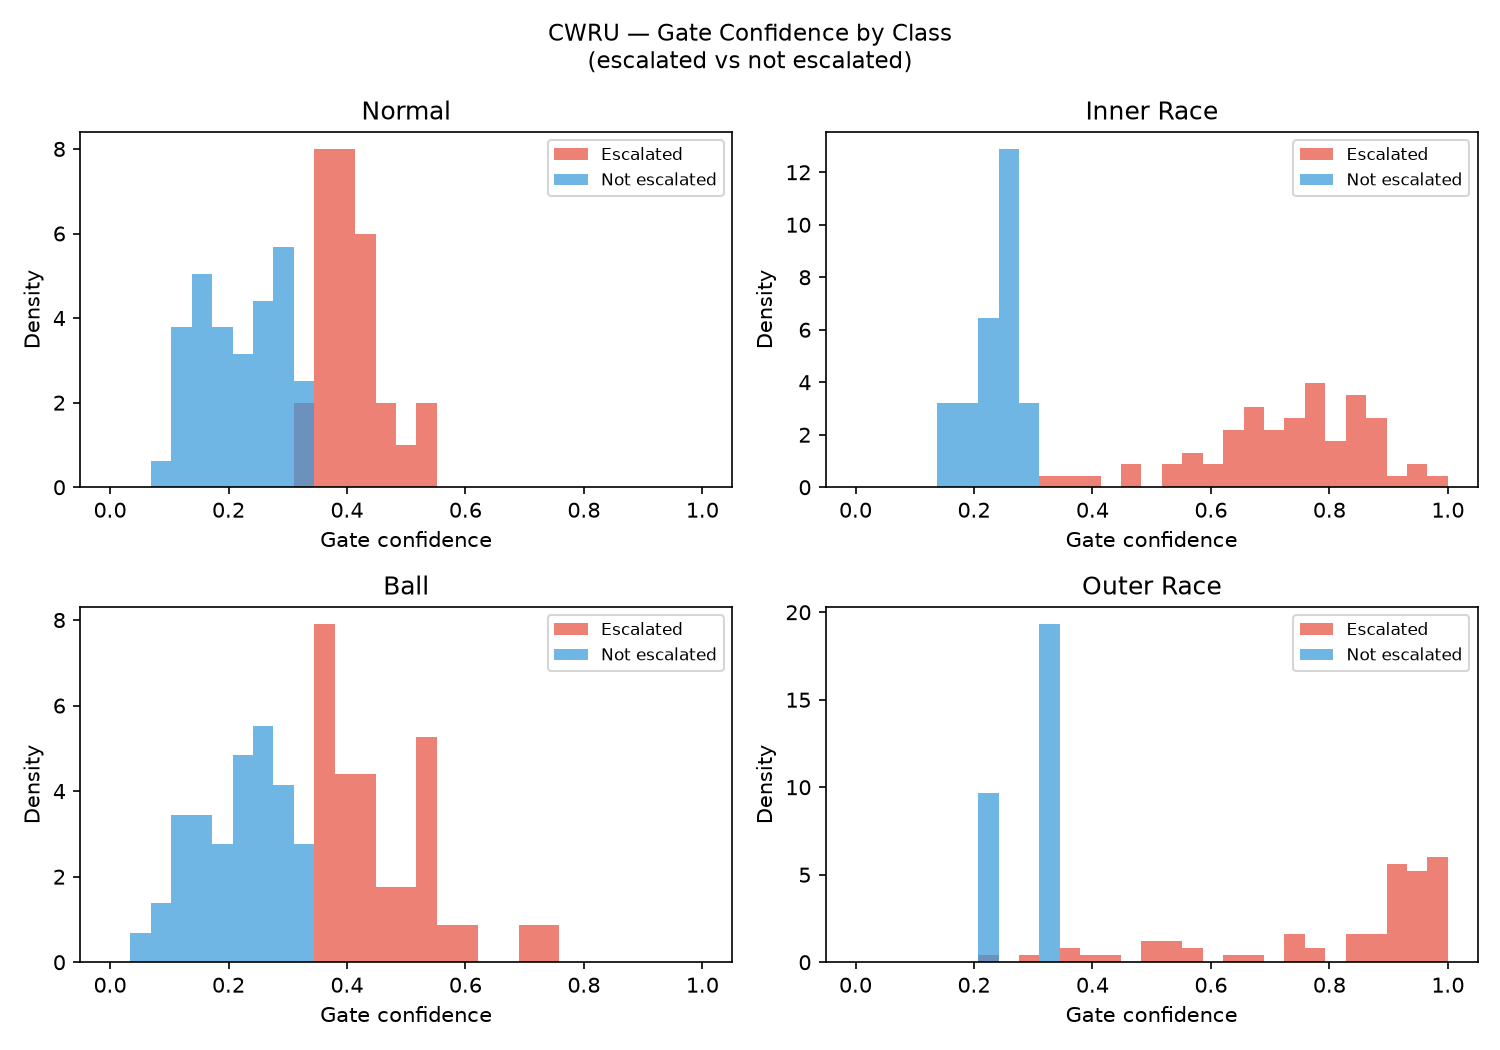 CWRU — Gate Confidence by Class
(escalated vs not escalated)
Normal
8
6
4
2
0
Density
Escalated
Not escalated
0.0 0.2 0.4 0.6 0.8 1.0
Gate confidence
Inner Race
12
10
8
6
4
2
0
Density
Escalated
Not escalated
0.0 0.2 0.4 0.6 0.8 1.0
Gate confidence
Ball
8
6
4
2
0
Density
Escalated
Not escalated
0.0 0.2 0.4 0.6 0.8 1.0
Gate confidence
Outer Race
20
15
10
5
0
Density
Escalated
Not escalated
0.0 0.2 0.4 0.6 0.8 1.0
Gate confidence